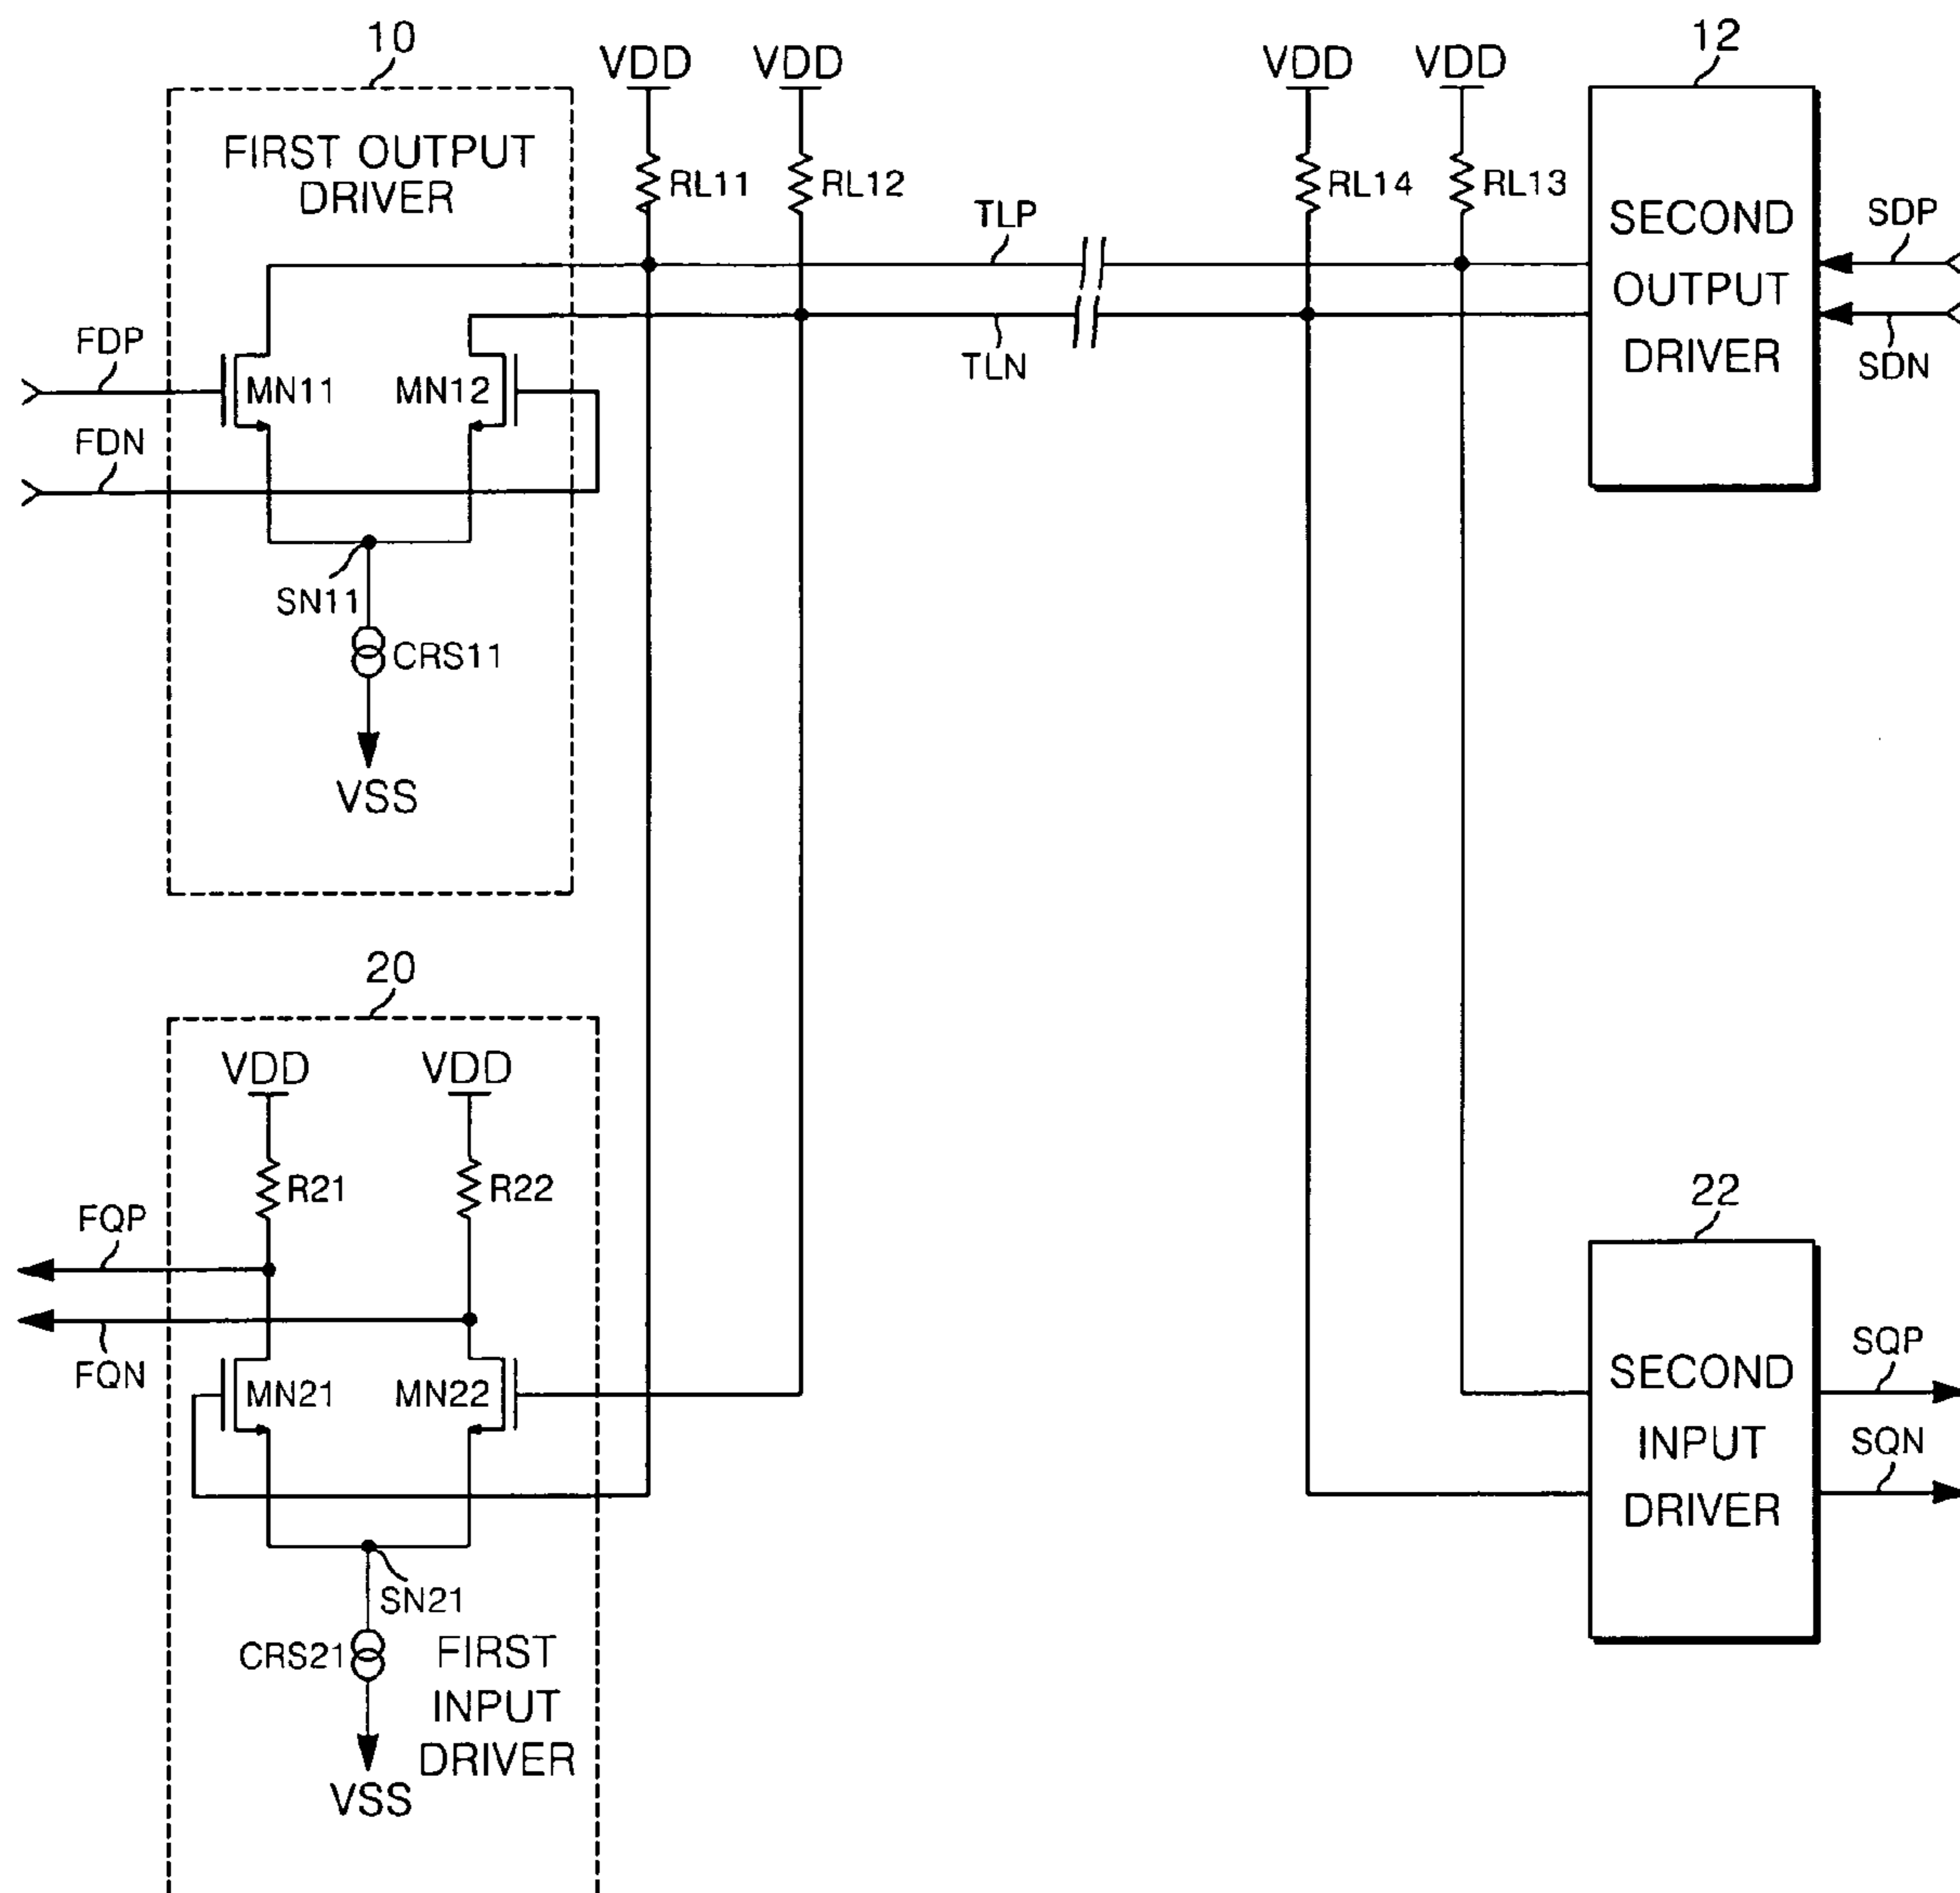 10
VDD
VDD
VDD
VDD
12
FIRST OUTPUT
DRIVER
RL11
RL12
RL14
RL13
TLP
TLN
SECOND
OUTPUT
DRIVER
SDP
SDN
FDP
MN11
MN12
FDN
SN11
CRS11
VSS
20
VDD
VDD
R21
R22
FQP
FQN
MN21
MN22
SN21
CRS21
FIRST
INPUT
DRIVER
VSS
22
SECOND
INPUT
DRIVER
SQP
SQN